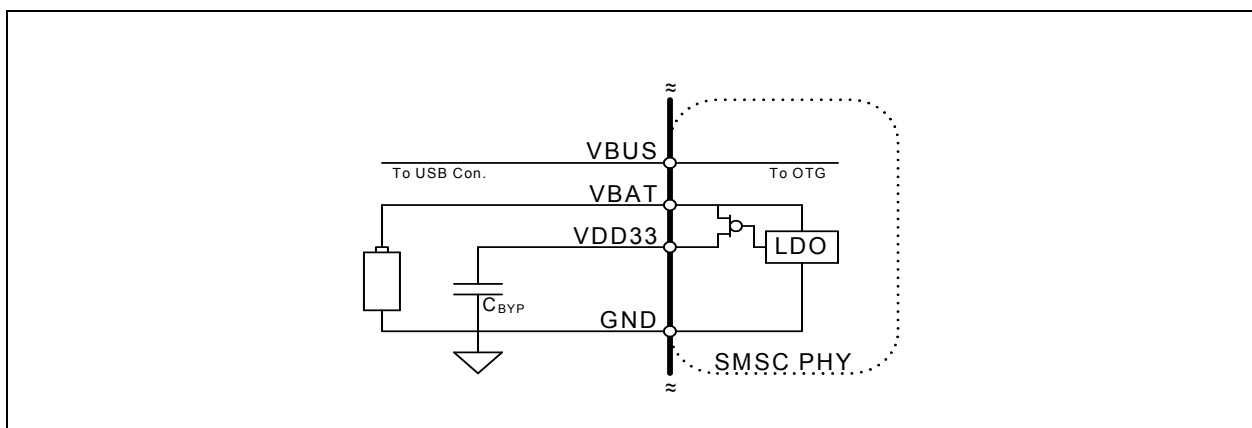 VBUS
To USB Con.
To OTG
VBAT
VDD33
LDO
CBYP
GND
SMSC PHY